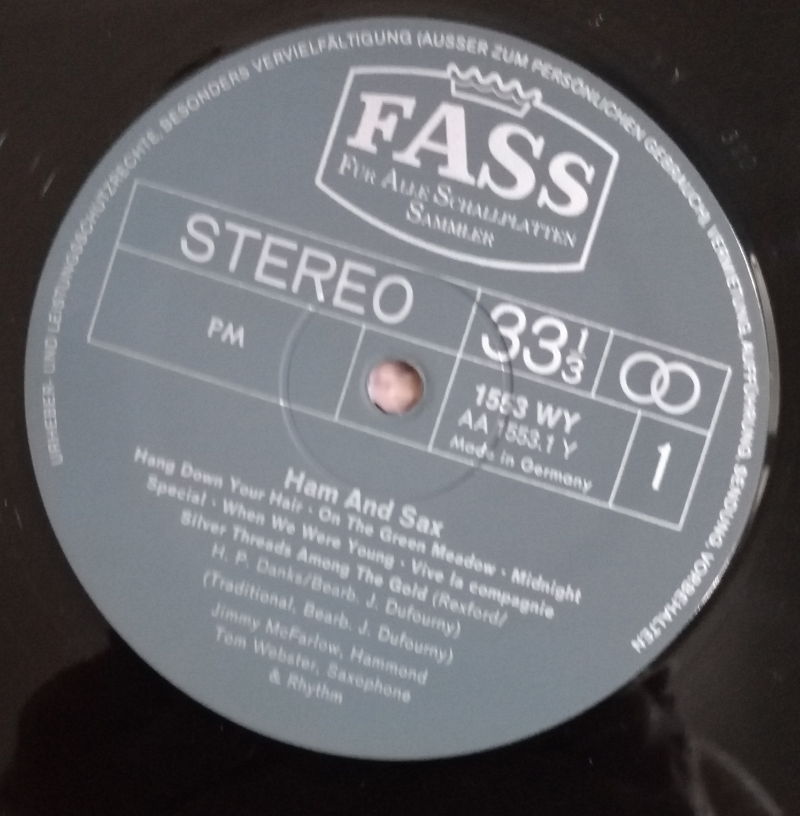 URHEBER- UND LEISTUNGSSCHUTZRECHTE, BESONDERS VERVIELFÄLTIGUNG (AUSSER ZUM PERSÖNLICHEN GEBRAUCH) VERMIETUNG, AUFFÜHRUNG, SENDUNG, VORBEHALTEN
FASS
FÜR ALLE SCHALLPLATTEN
SAMMLER
STEREO
33 1/3
PM
1553 WY
AA 1553.1 Y
Made in Germany
1
Ham And Sax
Hang Down Your Hair · On The Green Meadow · Midnight
Special · When We Were Young · Vive la compagnie
Silver Threads Among The Gold (Rexford/
H. P. Danks/Bearb. J. Dufourny)
(Traditional, Bearb. J. Dufourny)
Jimmy McFarlow, Hammond
Tom Webster, Saxophone
& Rhythm